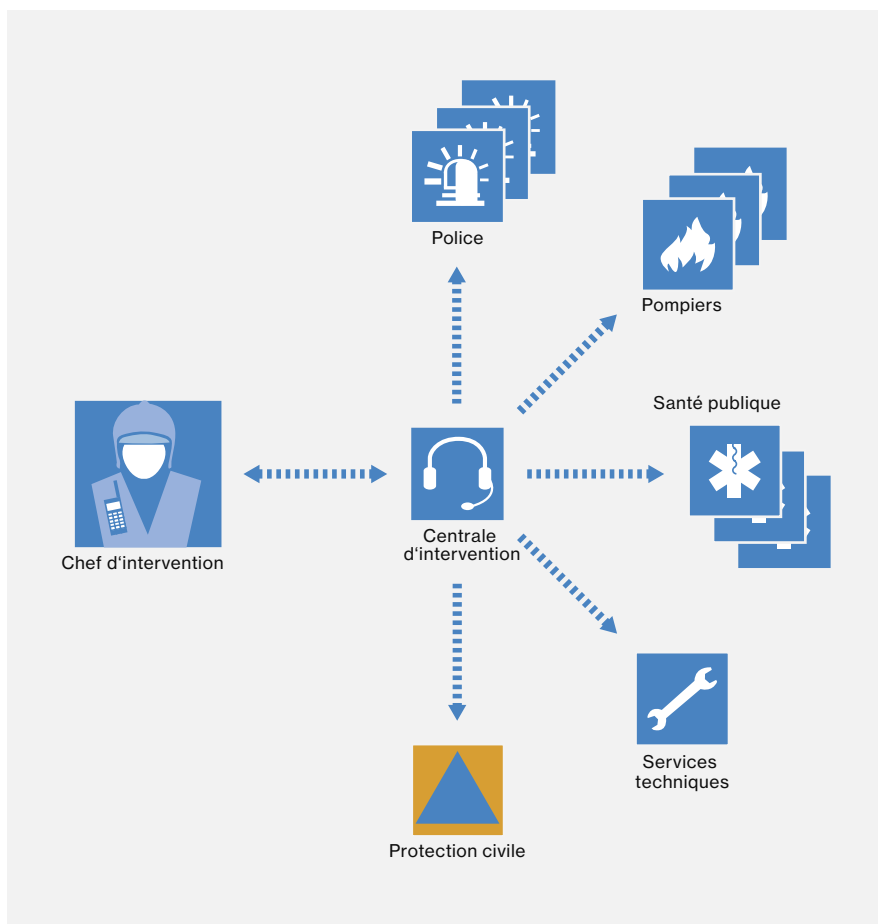 Police
Pompiers
Santé publique
Chef d‘intervention
Centrale
d‘intervention
Services
techniques
Protection civile